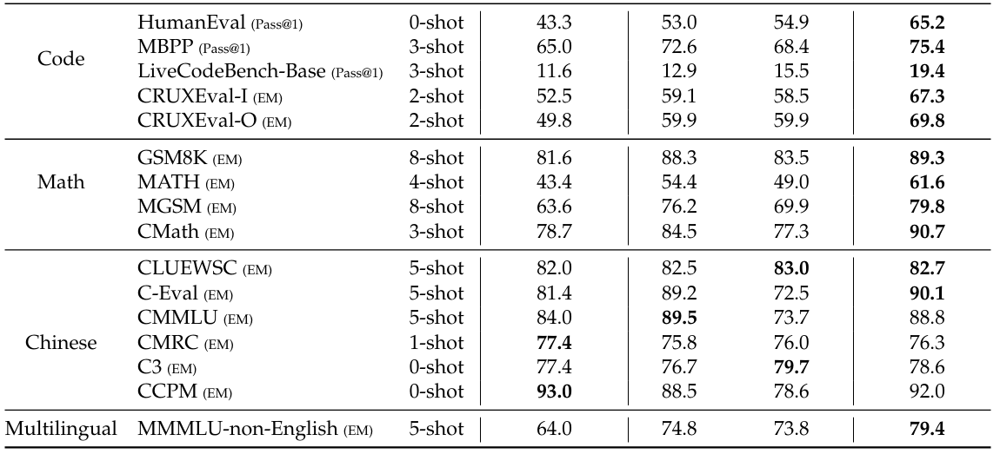 HumanEval (Pass@1) 0-shot 43.3 53.0 54.9 65.2
MBPP (Pass@1) 3-shot 65.0 72.6 68.4 75.4
Code
LiveCodeBench-Base (Pass@1) 3-shot 11.6 12.9 15.5 19.4
CRUXEval-I (EM) 2-shot 52.5 59.1 58.5 67.3
CRUXEval-O (EM) 2-shot 49.8 59.9 59.9 69.8
GSM8K (EM) 8-shot 81.6 88.3 83.5 89.3
Math MATH (EM) 4-shot 43.4 54.4 49.0 61.6
MGSM (EM) 8-shot 63.6 76.2 69.9 79.8
CMath (EM) 3-shot 78.7 84.5 77.3 90.7
CLUEWSC (EM) 5-shot 82.0 82.5 83.0 82.7
C-Eval (EM) 5-shot 81.4 89.2 72.5 90.1
CMMLU (EM) 5-shot 84.0 89.5 73.7 88.8
Chinese CMRC (EM) 1-shot 77.4 75.8 76.0 76.3
C3 (EM) 0-shot 77.4 76.7 79.7 78.6
CCPM (EM) 0-shot 93.0 88.5 78.6 92.0
Multilingual MMMLU-non-English (EM) 5-shot 64.0 74.8 73.8 79.4